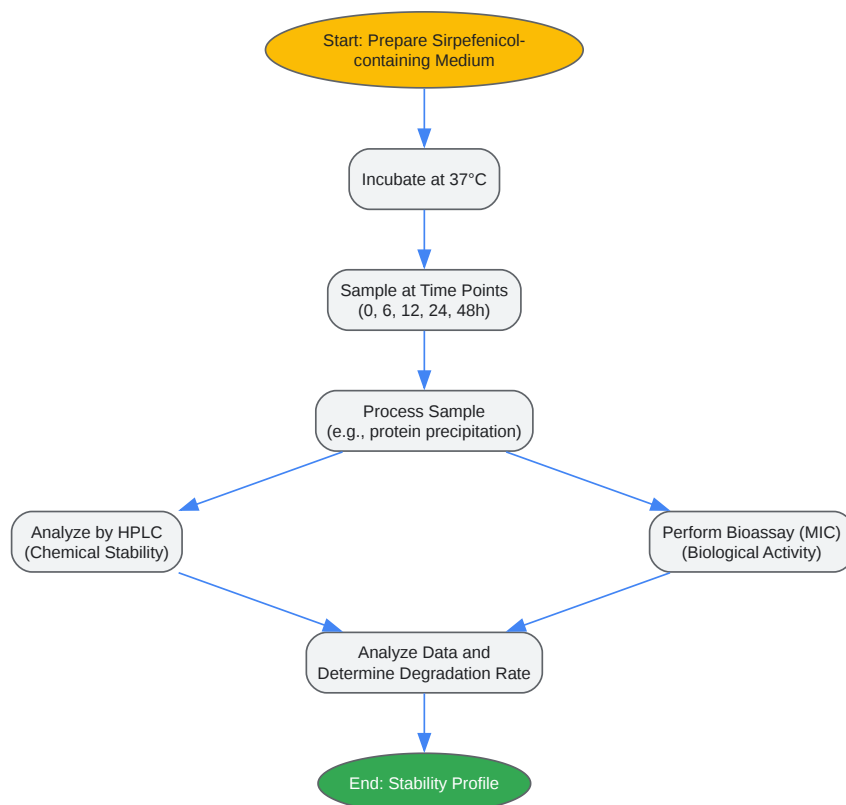 Start: Prepare Sirpefenicol-
containing Medium
Incubate at 37°C
Sample at Time Points
(0, 6, 12, 24, 48h)
Process Sample
(e.g., protein precipitation)
Analyze by HPLC
(Chemical Stability)
Perform Bioassay (MIC)
(Biological Activity)
Analyze Data and
Determine Degradation Rate
End: Stability Profile